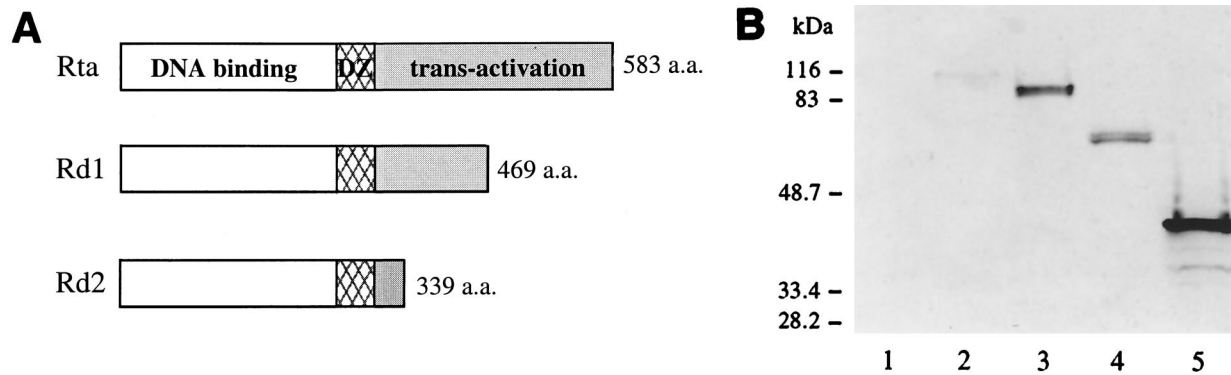 A
Rta
DNA binding
DZ
trans-activation
583 a.a.
Rd1
469 a.a.
Rd2
339 a.a.
B
kDa
116 –
83 –
48.7 –
33.4 –
28.2 –
1 2 3 4 5